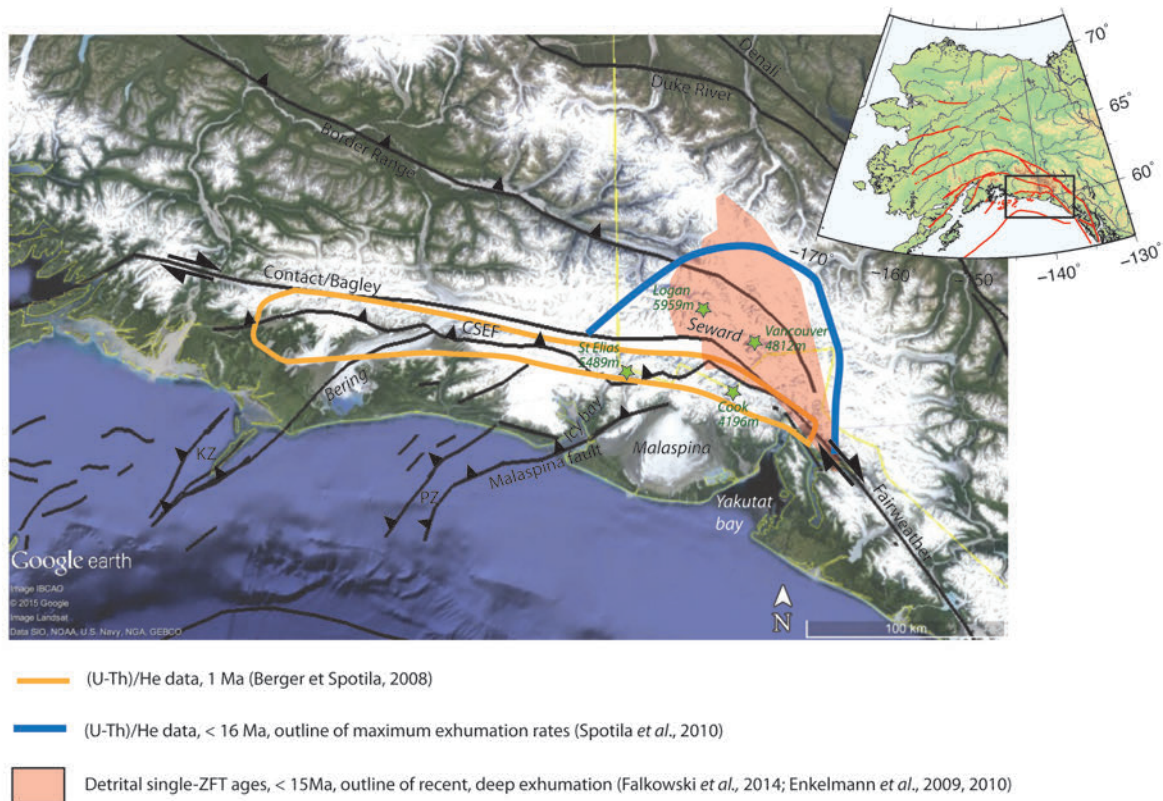 70°
65°
60°
-170°
-160°
-150°
-140°
-130°
Denali
Duke River
Border Range
Contact/Bagley
CSEF
Logan
5959m
Seward
Vancouver
4812m
St Elias
5489m
Cook
4196m
Bering
Icy bay
Malaspina
Malaspina fault
KZ
PZ
Yakutat
bay
Fairweather
Google earth
Image IBCAO
© 2015 Google
Image Landsat
Data SIO, NOAA, U.S. Navy, NGA, GEBCO
N
100 km
(U-Th)/He data, 1 Ma (Berger et Spotila, 2008)
(U-Th)/He data, < 16 Ma, outline of maximum exhumation rates (Spotila et al., 2010)
Detrital single-ZFT ages, < 15Ma, outline of recent, deep exhumation (Falkowski et al., 2014; Enkelmann et al., 2009, 2010)